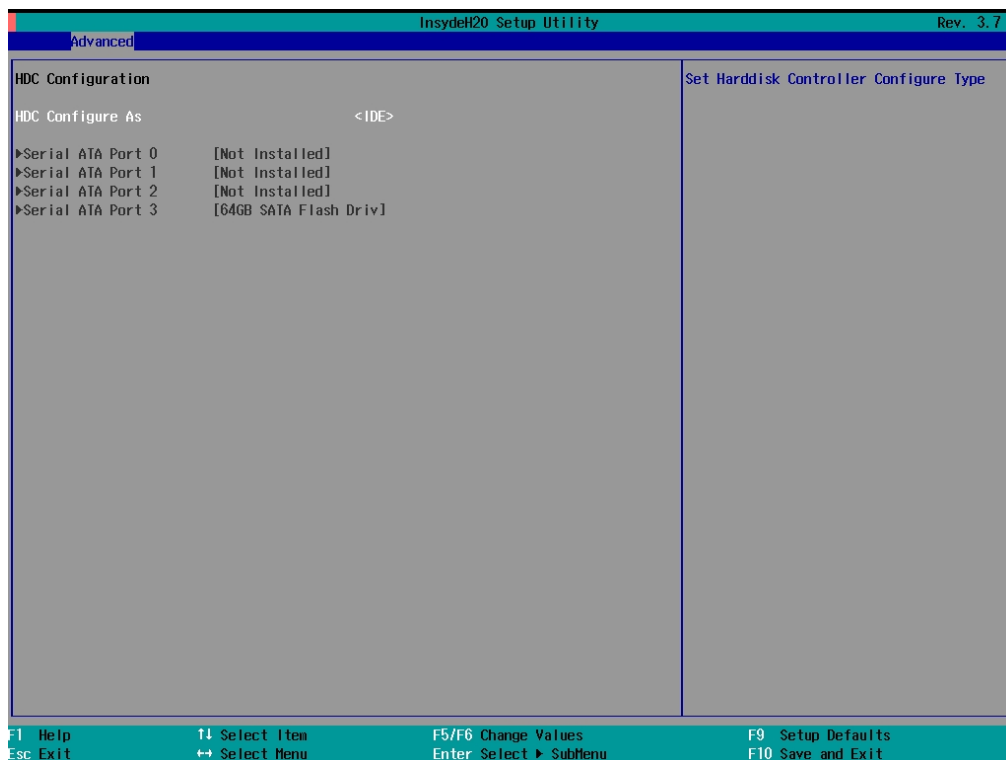 InsydeH20 Setup Utility Rev. 3.7
Advanced
HDC Configuration
Set Harddisk Controller Configure Type
HDC Configure As <IDE>
▶Serial ATA Port 0 [Not Installed]
▶Serial ATA Port 1 [Not Installed]
▶Serial ATA Port 2 [Not Installed]
▶Serial ATA Port 3 [64GB SATA Flash Driv]
F1 Help ↑↓ Select Item F5/F6 Change Values F9 Setup Defaults
Esc Exit ↔ Select Menu Enter Select ▶ SubMenu F10 Save and Exit